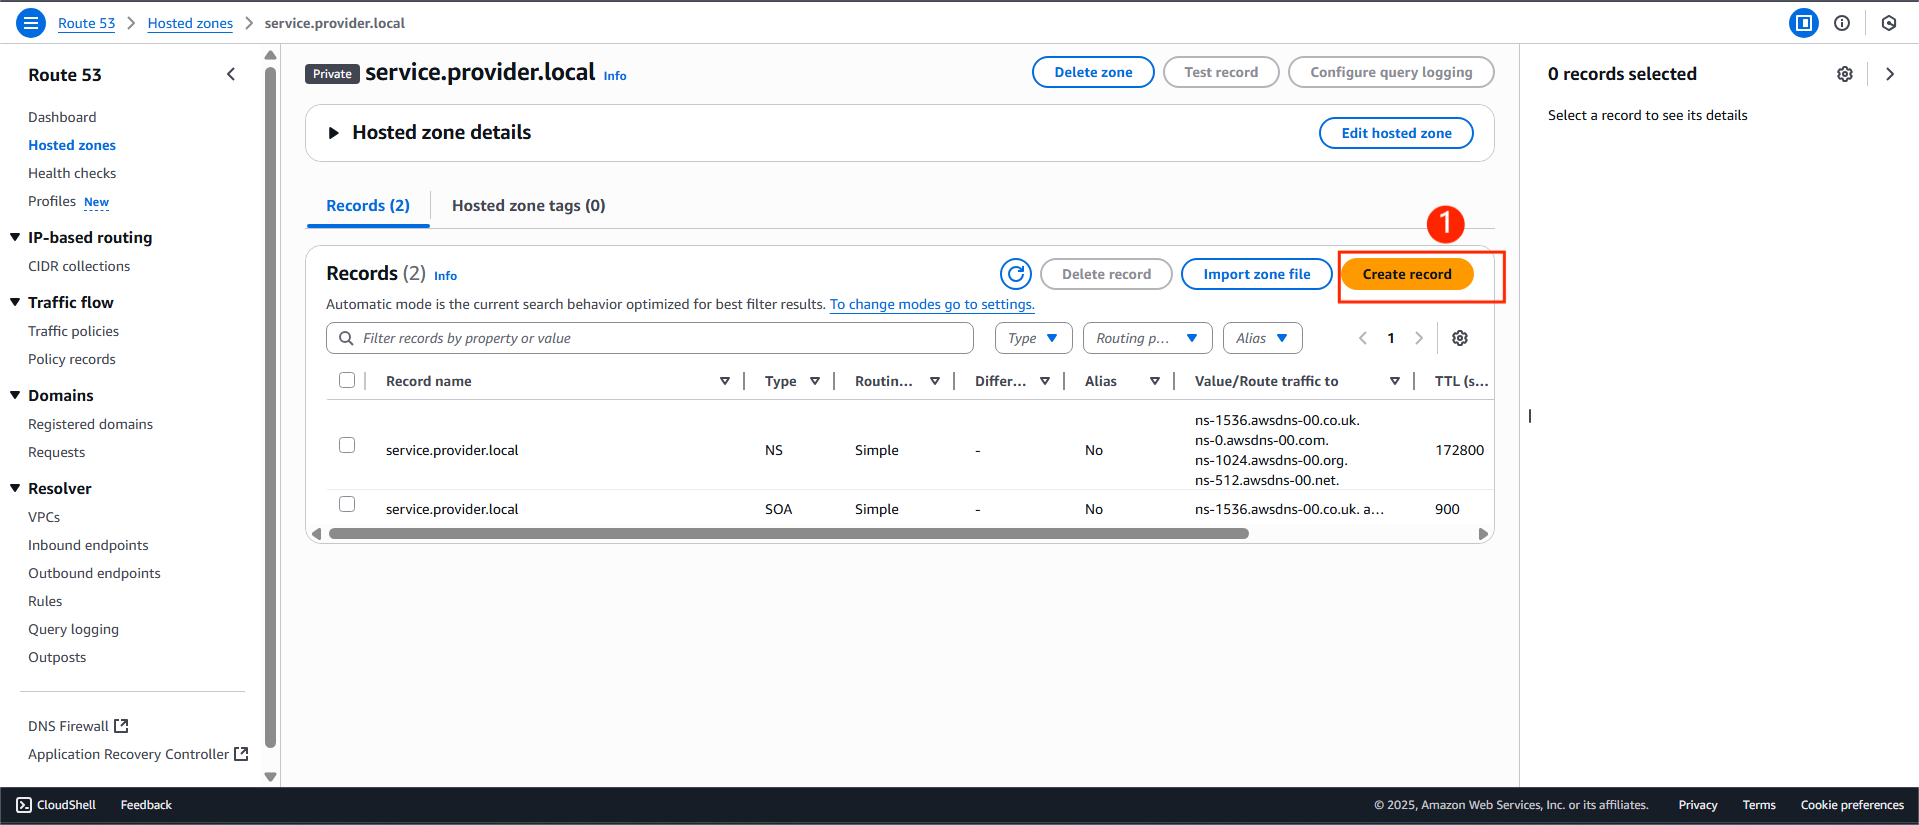 Route 53 > Hosted zones > service.provider.local
Route 53
Dashboard
Hosted zones
Health checks
Profiles New
IP-based routing
CIDR collections
Traffic flow
Traffic policies
Policy records
Domains
Registered domains
Requests
Resolver
VPCs
Inbound endpoints
Outbound endpoints
Rules
Query logging
Outposts
DNS Firewall
Application Recovery Controller
Private service.provider.local Info
Delete zone Test record Configure query logging
Hosted zone details
Edit hosted zone
Records (2) Hosted zone tags (0)
1
Records (2) Info
Delete record Import zone file Create record
Automatic mode is the current search behavior optimized for best filter results. To change modes go to settings.
Filter records by property or value Type Routing p... Alias 1
Record name Type Routin... Differ... Alias Value/Route traffic to TTL (s...
ns-1536.awsdns-00.co.uk.
ns-0.awsdns-00.com.
service.provider.local NS Simple - No 172800
ns-1024.awsdns-00.org.
ns-512.awsdns-00.net.
service.provider.local SOA Simple - No ns-1536.awsdns-00.co.uk. a... 900
0 records selected
Select a record to see its details
CloudShell Feedback © 2025, Amazon Web Services, Inc. or its affiliates. Privacy Terms Cookie preferences